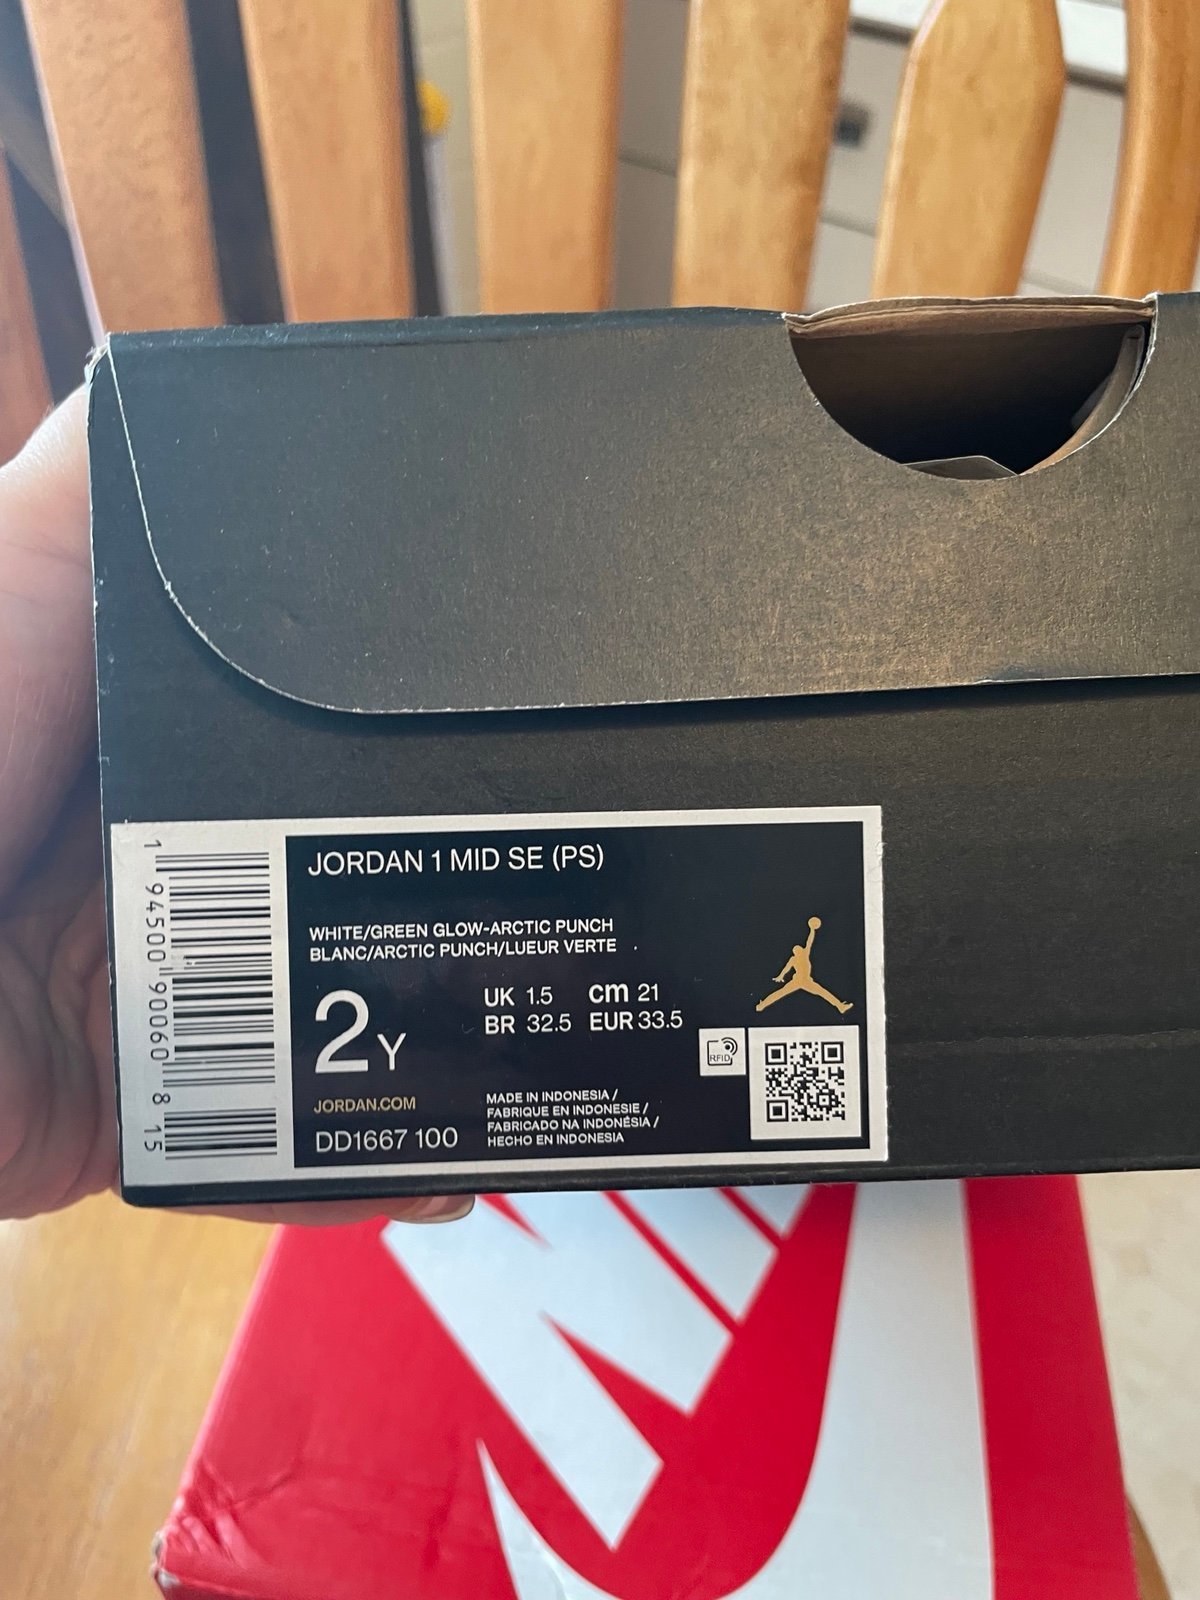 JORDAN 1 MID SE (PS)
WHITE/GREEN GLOW-ARCTIC PUNCH
BLANC/ARCTIC PUNCH/LUEUR VERTE
2Y
UK 1.5 cm 21
BR 32.5 EUR 33.5
RFID
JORDAN.COM
DD1667 100
MADE IN INDONESIA /
FABRIQUE EN INDONESIE /
FABRICADO NA INDONÉSIA /
HECHO EN INDONESIA
1 94500 90060 8 15